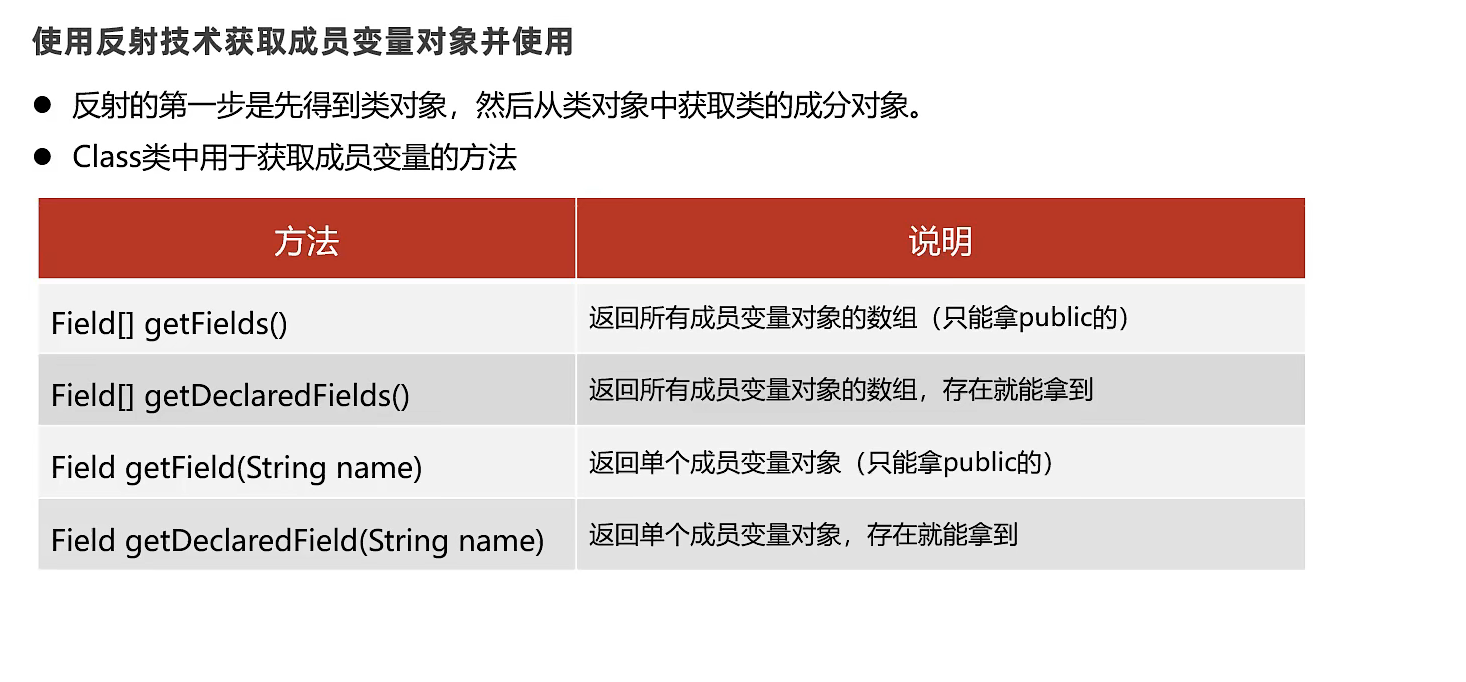 使用反射技术获取成员变量对象并使用
● 反射的第一步是先得到类对象，然后从类对象中获取类的成分对象。
● Class类中用于获取成员变量的方法
方法 说明
Field[] getFields() 返回所有成员变量对象的数组（只能拿public的）
Field[] getDeclaredFields() 返回所有成员变量对象的数组，存在就能拿到
Field getField(String name) 返回单个成员变量对象（只能拿public的）
Field getDeclaredField(String name) 返回单个成员变量对象，存在就能拿到